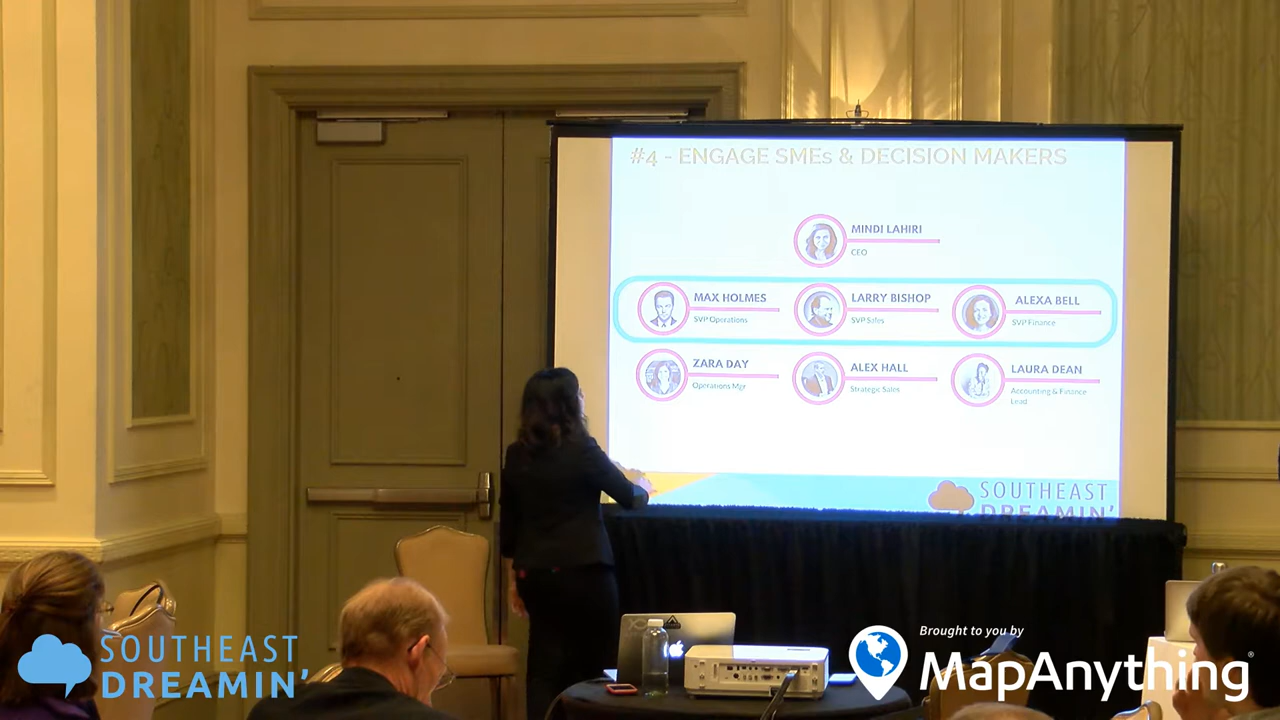 #4 - ENGAGE SMEs & DECISION MAKERS
MINDI LAHIRI
CEO
MAX HOLMES
SVP Operations
LARRY BISHOP
SVP Sales
ALEXA BELL
SVP Finance
ZARA DAY
Operations Mgr
ALEX HALL
Strategic Sales
LAURA DEAN
Accounting & Finance
Lead
SOUTHEAST
DREAMIN'
SOUTHEAST
DREAMIN'
Brought to you by
MapAnything®